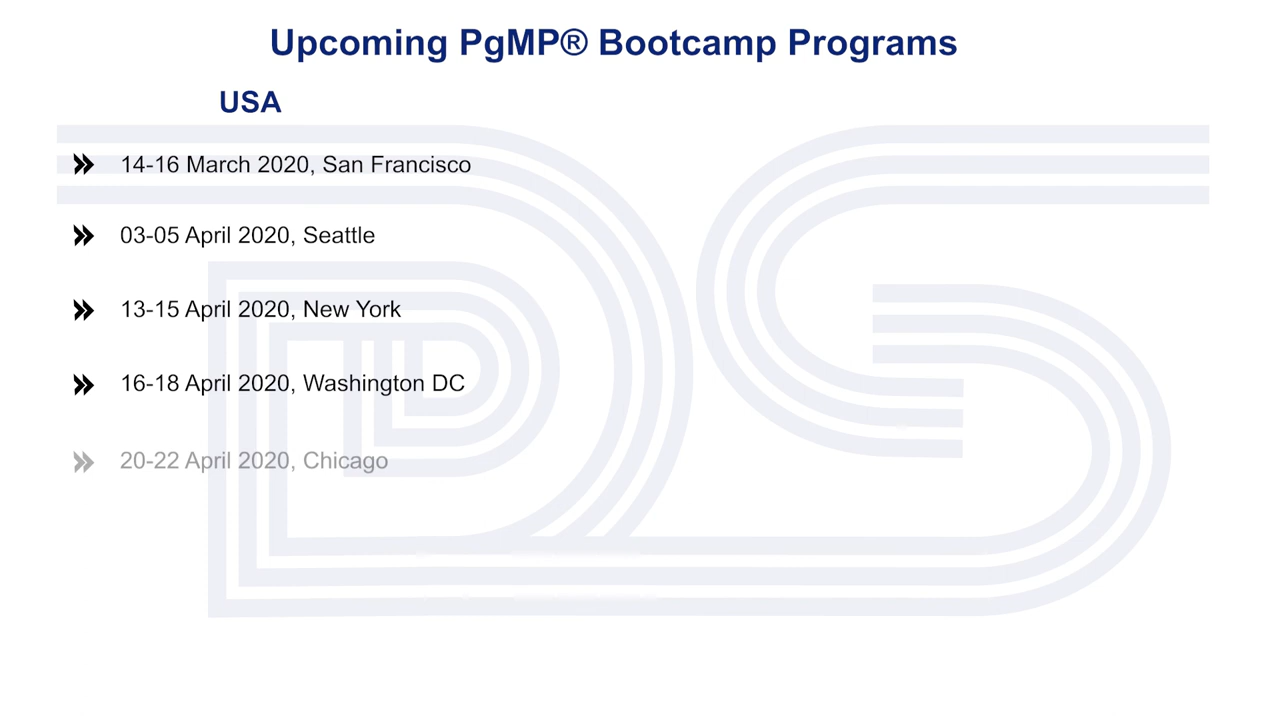 Upcoming PgMP® Bootcamp Programs
USA
14-16 March 2020, San Francisco
03-05 April 2020, Seattle
13-15 April 2020, New York
16-18 April 2020, Washington DC
20-22 April 2020, Chicago